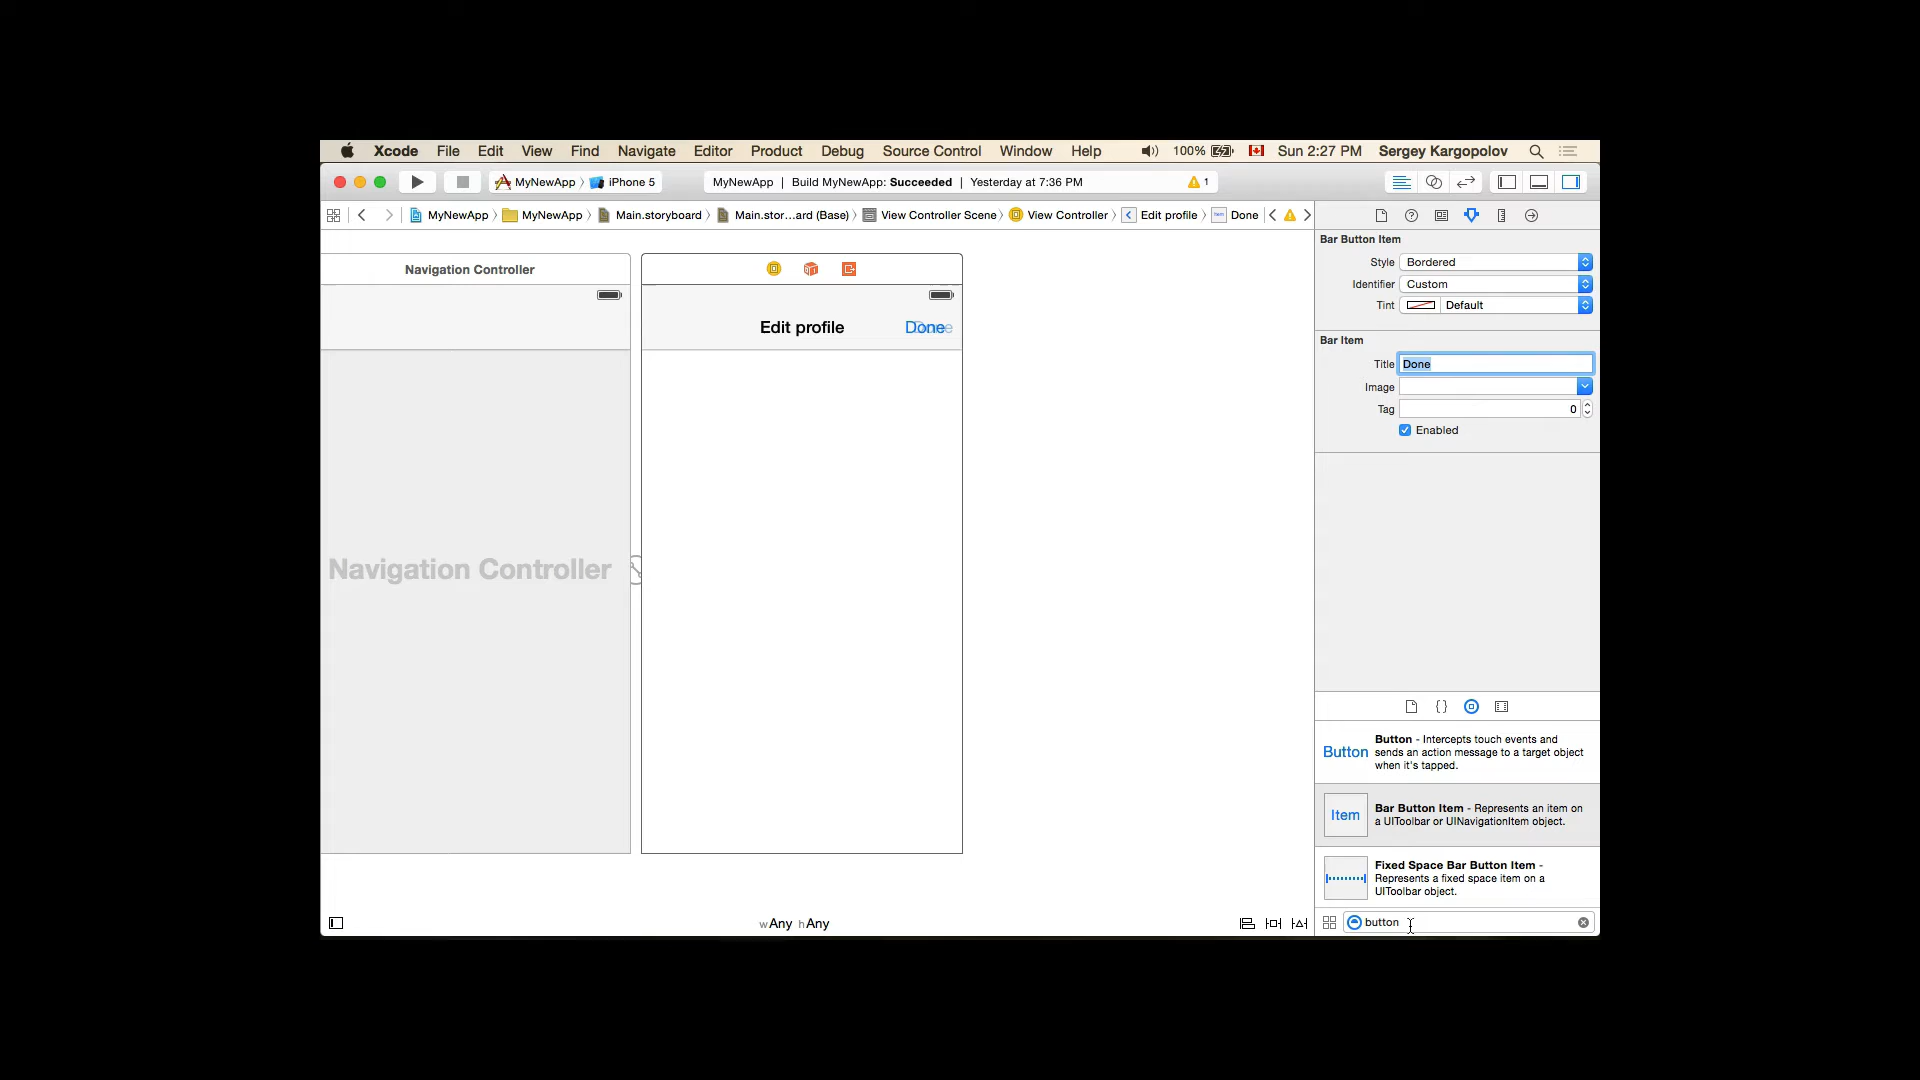 Xcode File Edit View Find Navigate Editor Product Debug Source Control Window Help 100% Sun 2:27 PM Sergey Kargopolov
MyNewApp iPhone 5 MyNewApp | Build MyNewApp: Succeeded | Yesterday at 7:36 PM 1
MyNewApp MyNewApp Main.storyboard Main.stor...ard (Base) View Controller Scene View Controller Edit profile Done
Bar Button Item
Style Bordered
Identifier Custom
Tint Default
Bar Item
Title Done
Image
Tag 0
Enabled
Navigation Controller
Edit profile Done
Navigation Controller
Button Button - Intercepts touch events and
sends an action message to a target object
when it's tapped.
Item Bar Button Item - Represents an item on
a UIToolbar or UINavigationItem object.
Fixed Space Bar Button Item -
Represents a fixed space item on a
UIToolbar object.
wAny hAny
button